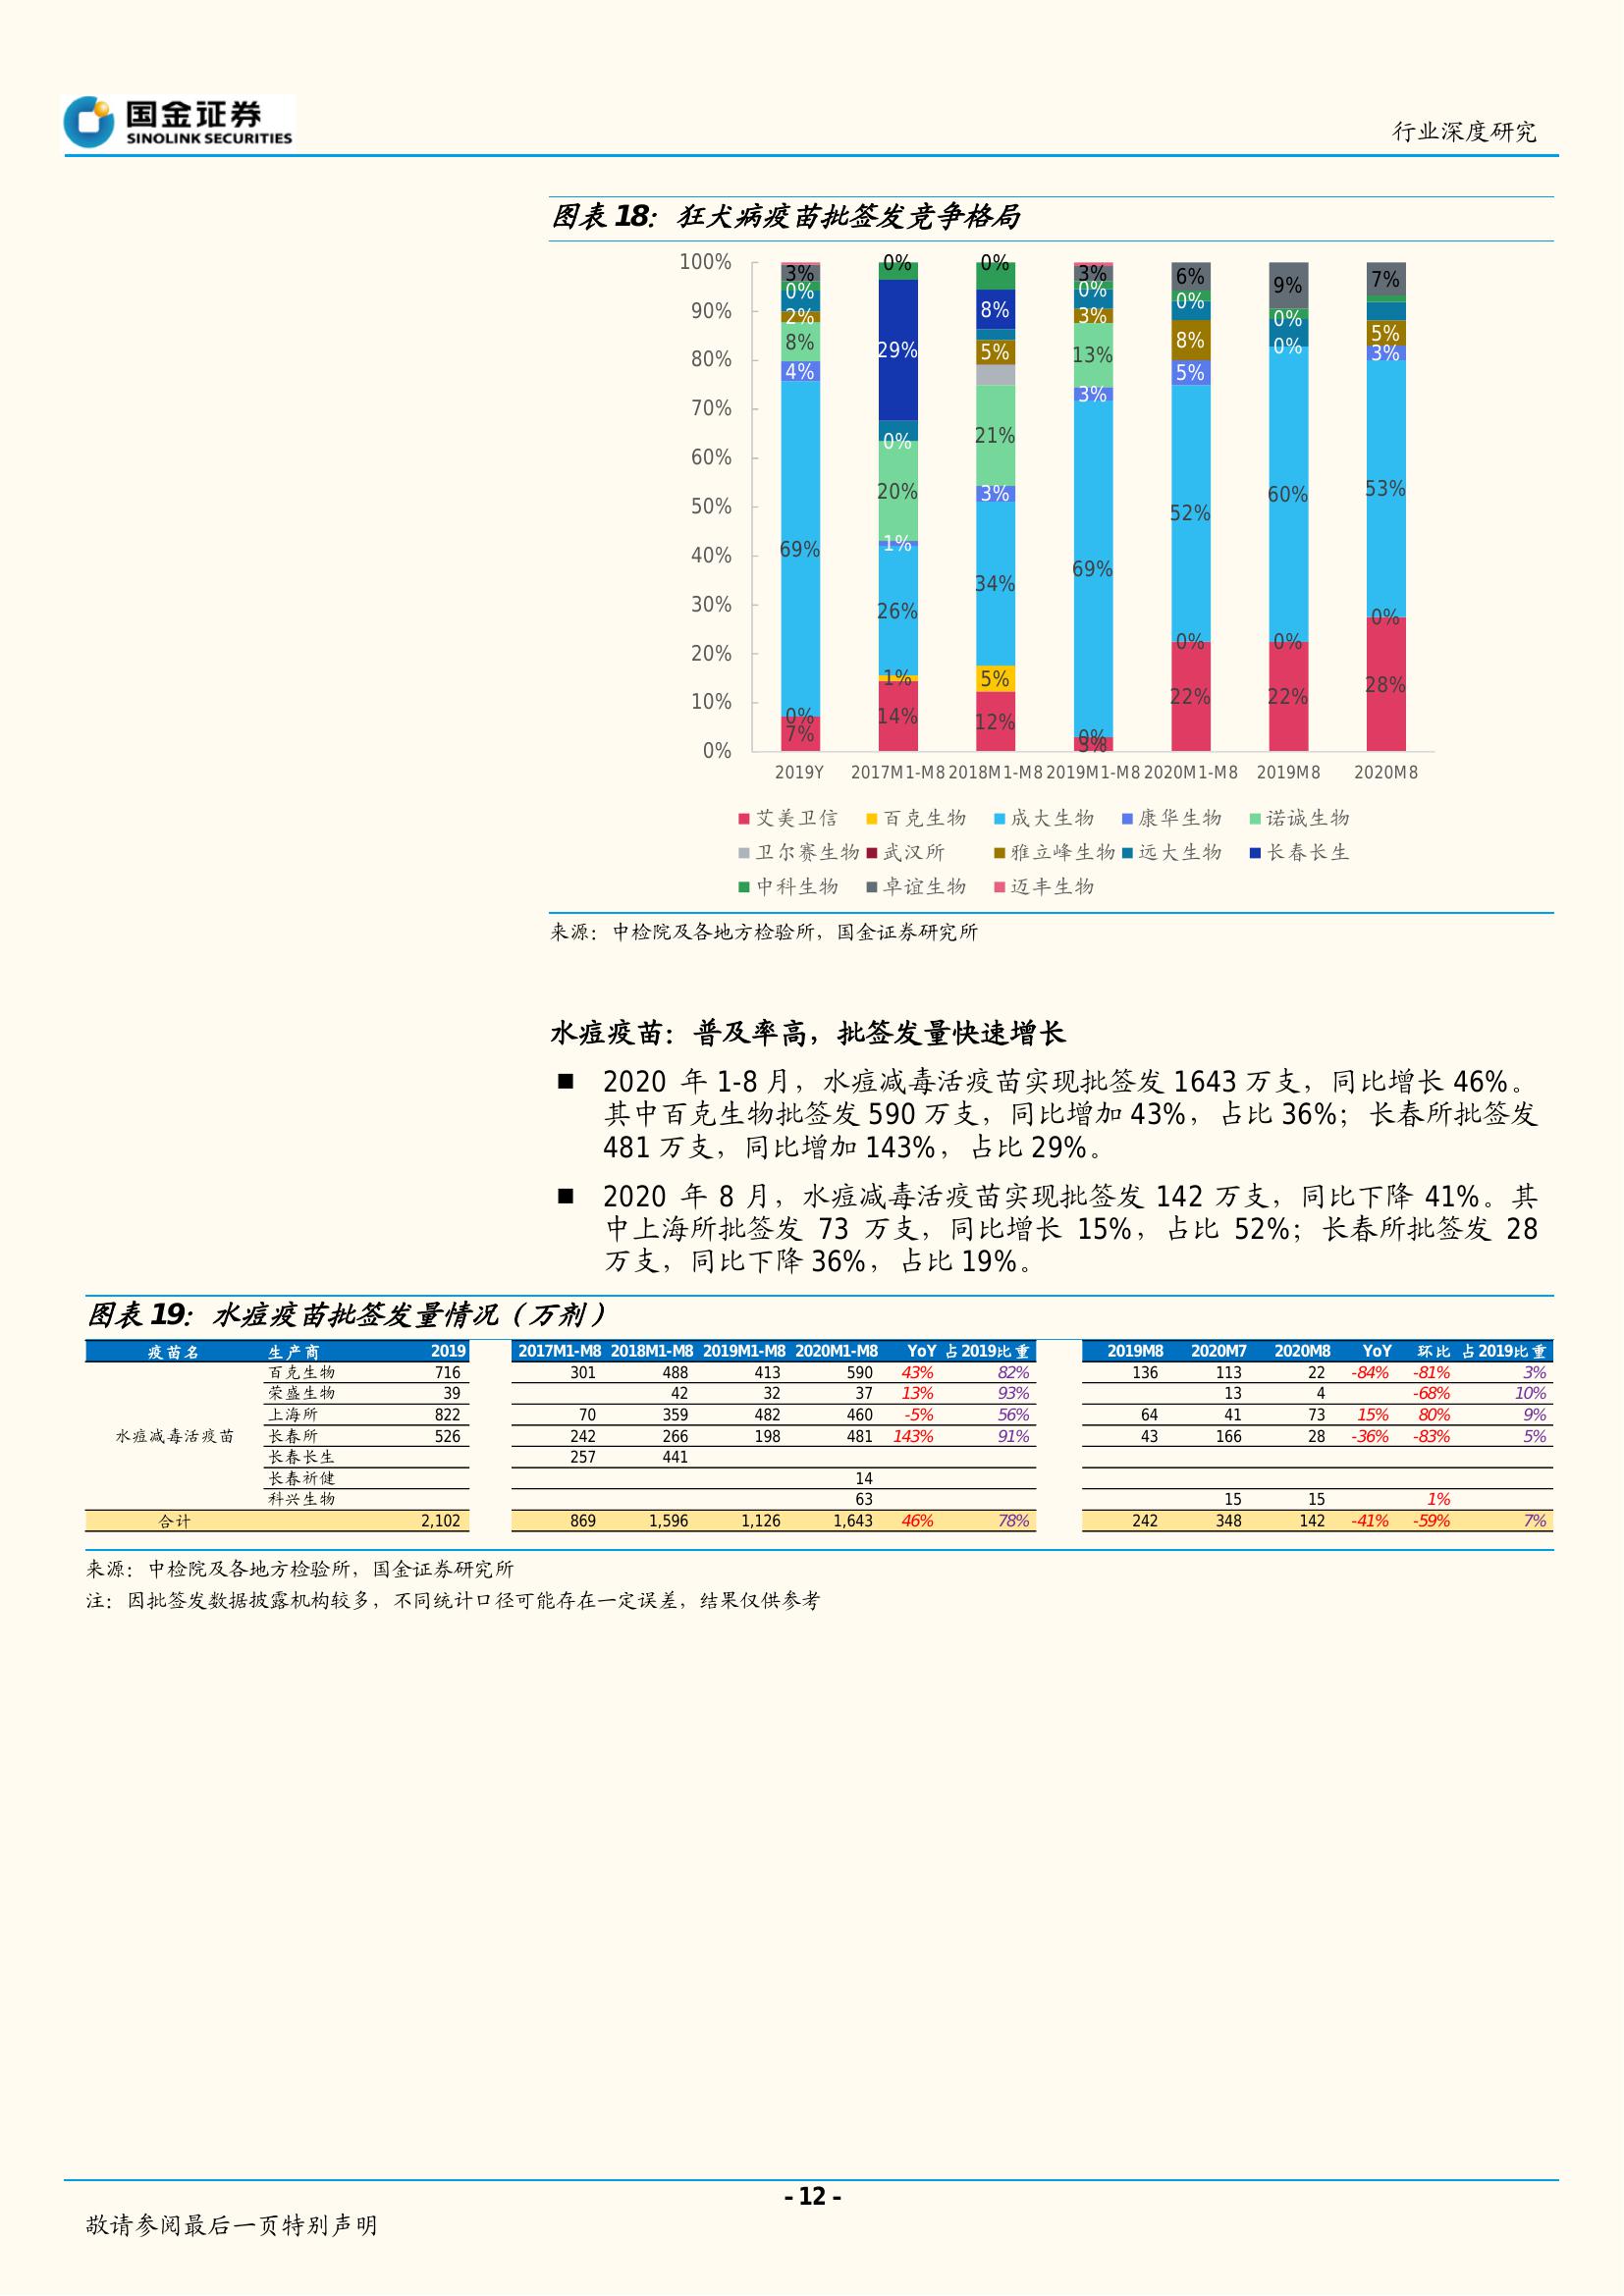 国金证券
SINOLINK SECURITIES
行业深度研究
图表 18：狂犬病疫苗批签发竞争格局
100%
90%
80%
70%
60%
50%
40%
30%
20%
10%
0%
3%
0%
2%
8%
4%
69%
0%
7%
0%
29%
0%
20%
1%
26%
1%
14%
0%
8%
5%
21%
3%
34%
5%
12%
3%
0%
3%
13%
3%
69%
0%
3%
6%
0%
8%
5%
52%
0%
22%
9%
0%
0%
60%
0%
22%
7%
5%
3%
53%
0%
28%
2019Y 2017M1-M8 2018M1-M8 2019M1-M8 2020M1-M8 2019M8 2020M8
艾美卫信 百克生物 成大生物 康华生物 诺诚生物
卫尔赛生物 武汉所 雅立峰生物 远大生物 长春长生
中科生物 卓谊生物 迈丰生物
来源：中检院及各地方检验所，国金证券研究所
水痘疫苗：普及率高，批签发量快速增长
■ 2020 年 1-8 月，水痘减毒活疫苗实现批签发 1643 万支，同比增长 46%。
其中百克生物批签发 590 万支，同比增加 43%，占比 36%；长春所批签发
481 万支，同比增加 143%，占比 29%。
■ 2020 年 8 月，水痘减毒活疫苗实现批签发 142 万支，同比下降 41%。其
中上海所批签发 73 万支，同比增长 15%，占比 52%；长春所批签发 28
万支，同比下降 36%，占比 19%。
图表 19：水痘疫苗批签发量情况（万剂）
疫苗名 生产商 2019 2017M1-M8 2018M1-M8 2019M1-M8 2020M1-M8 YoY 占2019比重 2019M8 2020M7 2020M8 YoY 环比 占2019比重
百克生物 716 301 488 413 590 43% 82% 136 113 22 -84% -81% 3%
荣盛生物 39 42 32 37 13% 93% 13 4 -68% 10%
上海所 822 70 359 482 460 -5% 56% 64 41 73 15% 80% 9%
水痘减毒活疫苗 长春所 526 242 266 198 481 143% 91% 43 166 28 -36% -83% 5%
长春长生 257 441
长春祈健 14
科兴生物 63 15 15 1%
合计 2,102 869 1,596 1,126 1,643 46% 78% 242 348 142 -41% -59% 7%
来源：中检院及各地方检验所，国金证券研究所
注：因批签发数据披露机构较多，不同统计口径可能存在一定误差，结果仅供参考
- 12 -
敬请参阅最后一页特别声明